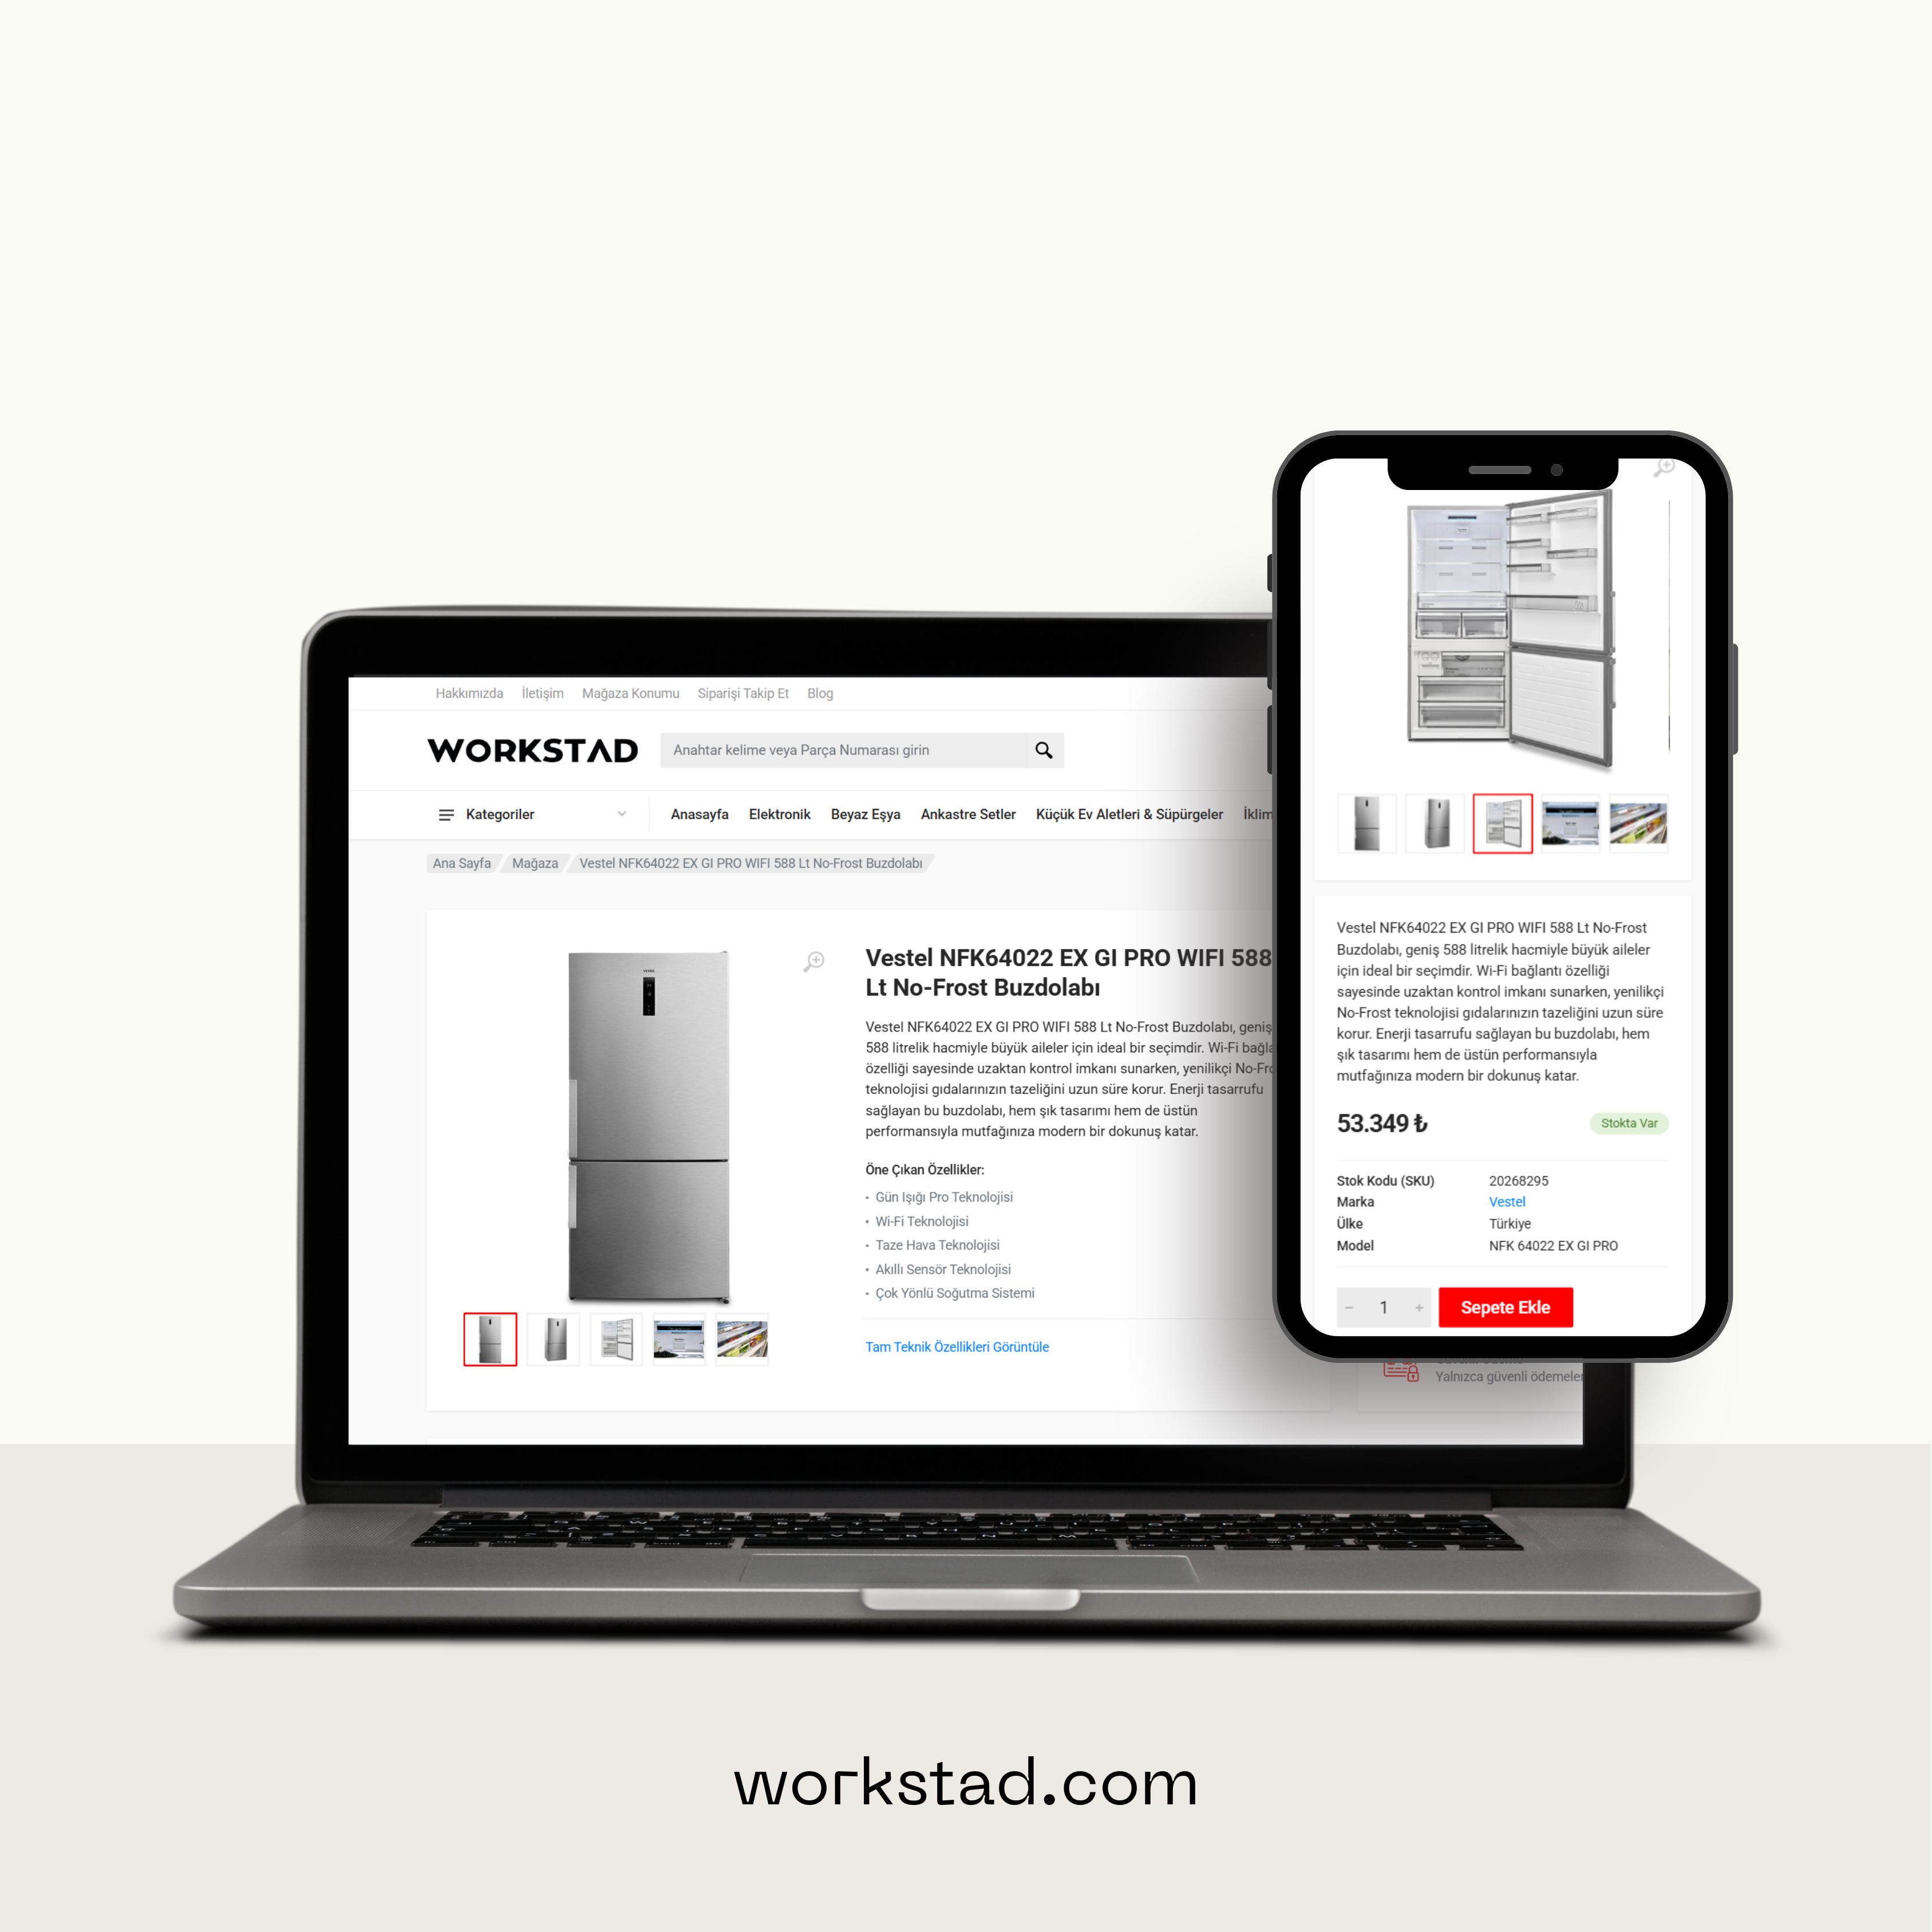 Hakkımızda İletişim Mağaza Konumu Siparişi Takip Et Blog
WORKSTAD
Anahtar kelime veya Parça Numarası girin
Kategoriler Anasayfa Elektronik Beyaz Eşya Ankastre Setler Küçük Ev Aletleri & Süpürgeler İklim
Ana Sayfa Mağaza Vestel NFK64022 EX GI PRO WIFI 588 Lt No-Frost Buzdolabı
Vestel NFK64022 EX GI PRO WIFI 588
Lt No-Frost Buzdolabı
Vestel NFK64022 EX GI PRO WIFI 588 Lt No-Frost Buzdolabı, geniş
588 litrelik hacmiyle büyük aileler için ideal bir seçimdir. Wi-Fi bağla
özelliği sayesinde uzaktan kontrol imkanı sunarken, yenilikçi No-Fro
teknolojisi gıdalarınızın tazeliğini uzun süre korur. Enerji tasarrufu
sağlayan bu buzdolabı, hem şık tasarımı hem de üstün
performansıyla mutfağınıza modern bir dokunuş katar.
Öne Çıkan Özellikler:
• Gün Işığı Pro Teknolojisi
• Wi-Fi Teknolojisi
• Taze Hava Teknolojisi
• Akıllı Sensör Teknolojisi
• Çok Yönlü Soğutma Sistemi
Tam Teknik Özellikleri Görüntüle
Yalnızca güvenli ödemeler
Vestel NFK64022 EX GI PRO WIFI 588 Lt No-Frost
Buzdolabı, geniş 588 litrelik hacmiyle büyük aileler
için ideal bir seçimdir. Wi-Fi bağlantı özelliği
sayesinde uzaktan kontrol imkanı sunarken, yenilikçi
No-Frost teknolojisi gıdalarınızın tazeliğini uzun süre
korur. Enerji tasarrufu sağlayan bu buzdolabı, hem
şık tasarımı hem de üstün performansıyla
mutfağınıza modern bir dokunuş katar.
53.349 ₺ Stokta Var
Stok Kodu (SKU) 20268295
Marka Vestel
Ülke Türkiye
Model NFK 64022 EX GI PRO
− 1 + Sepete Ekle
workstad.com